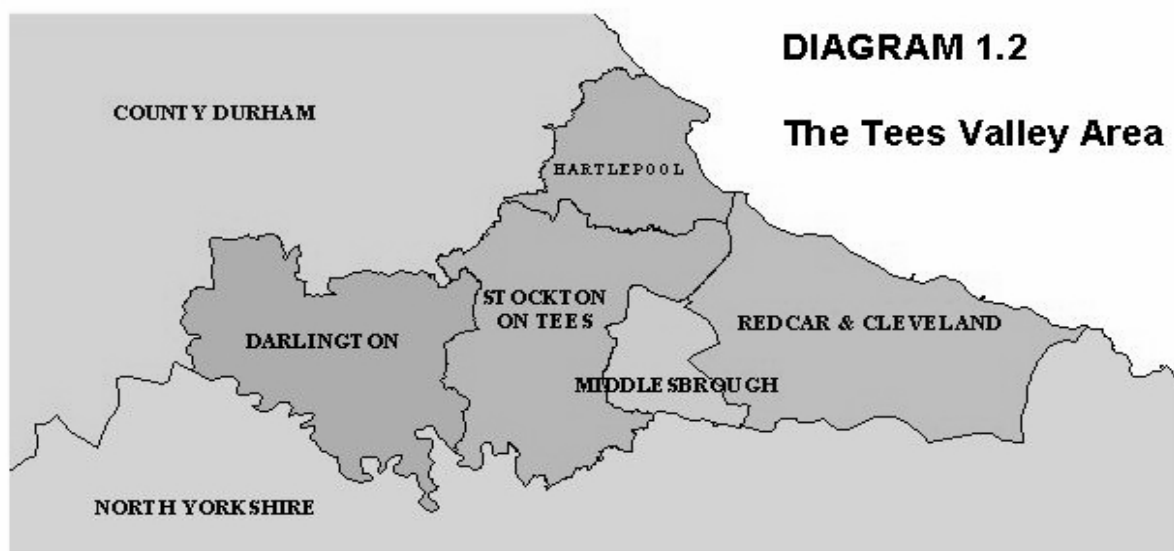 DIAGRAM 1.2
The Tees Valley Area
COUNTY DURHAM
HARTLEPOOL
STOCKTON
ON TEES
DARLINGTON
REDCAR & CLEVELAND
MIDDLESBROUGH
NORTH YORKSHIRE